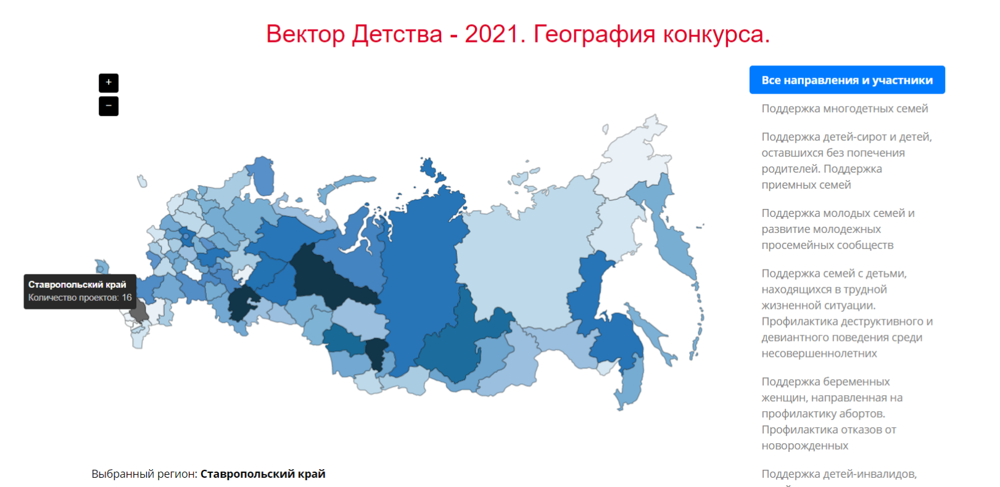 Вектор Детства - 2021. География конкурса.
+
−
Все направления и участники
Поддержка многодетных семей
Поддержка детей-сирот и детей,
оставшихся без попечения
родителей. Поддержка
приемных семей
Поддержка молодых семей и
развитие молодежных
просемейных сообществ
Поддержка семей с детьми,
находящихся в трудной
жизненной ситуации.
Профилактика деструктивного и
девиантного поведения среди
несовершеннолетних
Поддержка беременных
женщин, направленная на
профилактику абортов.
Профилактика отказов от
новорожденных
Поддержка детей-инвалидов,
Ставропольский край
Количество проектов: 16
Выбранный регион: Ставропольский край